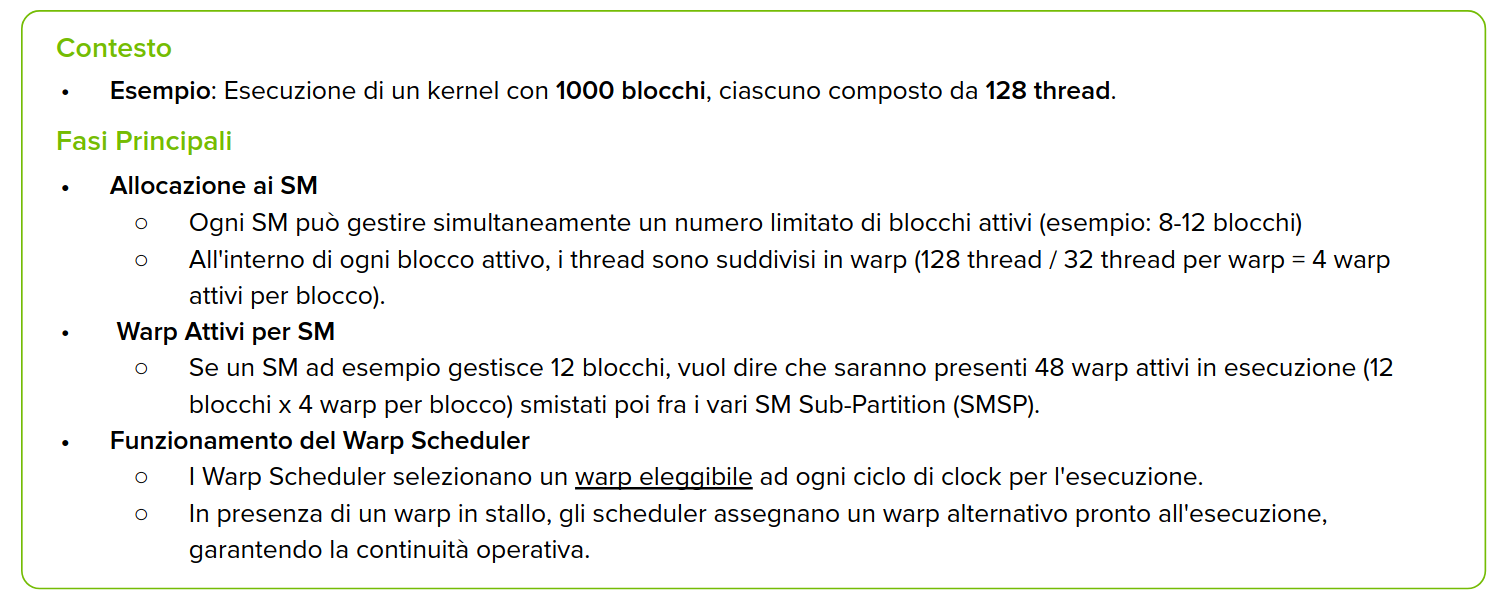 Contesto
• Esempio: Esecuzione di un kernel con 1000 blocchi, ciascuno composto da 128 thread.
Fasi Principali
• Allocazione ai SM
○ Ogni SM può gestire simultaneamente un numero limitato di blocchi attivi (esempio: 8-12 blocchi)
○ All'interno di ogni blocco attivo, i thread sono suddivisi in warp (128 thread / 32 thread per warp = 4 warp
attivi per blocco).
• Warp Attivi per SM
○ Se un SM ad esempio gestisce 12 blocchi, vuol dire che saranno presenti 48 warp attivi in esecuzione (12
blocchi x 4 warp per blocco) smistati poi fra i vari SM Sub-Partition (SMSP).
• Funzionamento del Warp Scheduler
○ I Warp Scheduler selezionano un warp eleggibile ad ogni ciclo di clock per l'esecuzione.
○ In presenza di un warp in stallo, gli scheduler assegnano un warp alternativo pronto all'esecuzione,
garantendo la continuità operativa.